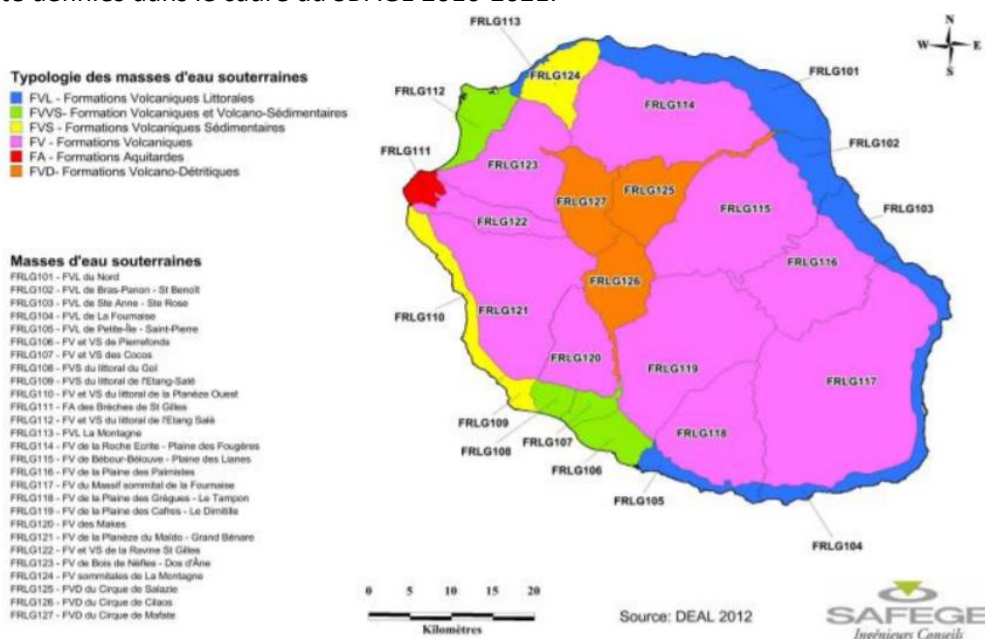 Typologie des masses d'eau souterraines
FVL - Formations Volcaniques Littorales
FVVS- Formation Volcaniques et Volcano-Sédimentaires
FVS - Formations Volcaniques Sédimentaires
FV - Formations Volcaniques
FA - Formations Aquitardes
FVD- Formations Volcano-Détritiques
Masses d'eau souterraines
FRLG101 - FVL du Nord
FRLG102 - FVL de Bras-Panon - St Benoît
FRLG103 - FVL de Ste Anne - Ste Rose
FRLG104 - FVL de La Fournaise
FRLG105 - FVL de Petite-Île - Saint-Pierre
FRLG106 - FV et VS de Pierrefonds
FRLG107 - FV et VS des Cocos
FRLG108 - FVS du littoral du Gol
FRLG109 - FVS du littoral de l'Etang-Salé
FRLG110 - FV et VS du littoral de la Planèze Ouest
FRLG111 - FA des Brèches de St Gilles
FRLG112 - FV et VS du littoral de l'Etang Salé
FRLG113 - FVL La Montagne
FRLG114 - FV de la Roche Ecrite - Plaine des Fougères
FRLG115 - FV de Bébour-Bélouve - Plaine des Lianes
FRLG116 - FV de la Plaine des Palmistes
FRLG117 - FV du Massif sommital de la Fournaise
FRLG118 - FV de la Plaine des Grègues - Le Tampon
FRLG119 - FV de la Plaine des Cafres - Le Dimitile
FRLG120 - FV des Makes
FRLG121 - FV de la Planèze du Maïdo - Grand Bénare
FRLG122 - FV et VS de la Ravine St Gilles
FRLG123 - FV de Bois de Nèfles - Dos d'Âne
FRLG124 - FV sommitales de La Montagne
FRLG125 - FVD du Cirque de Salazie
FRLG126 - FVD du Cirque de Cilaos
FRLG127 - FVD du Cirque de Mafate
FRLG113
N
W
E
S
FRLG124
FRLG101
FRLG112
FRLG114
FRLG111
FRLG123
FRLG102
FRLG127
FRLG125
FRLG122
FRLG115
FRLG103
FRLG116
FRLG126
FRLG110
FRLG121
FRLG120
FRLG119
FRLG117
FRLG109
FRLG108
FRLG107
FRLG106
FRLG118
FRLG105
FRLG104
0 5 10 20
Kilomètres
Source: DEAL 2012
SAFEGE
Ingénieurs Conseils